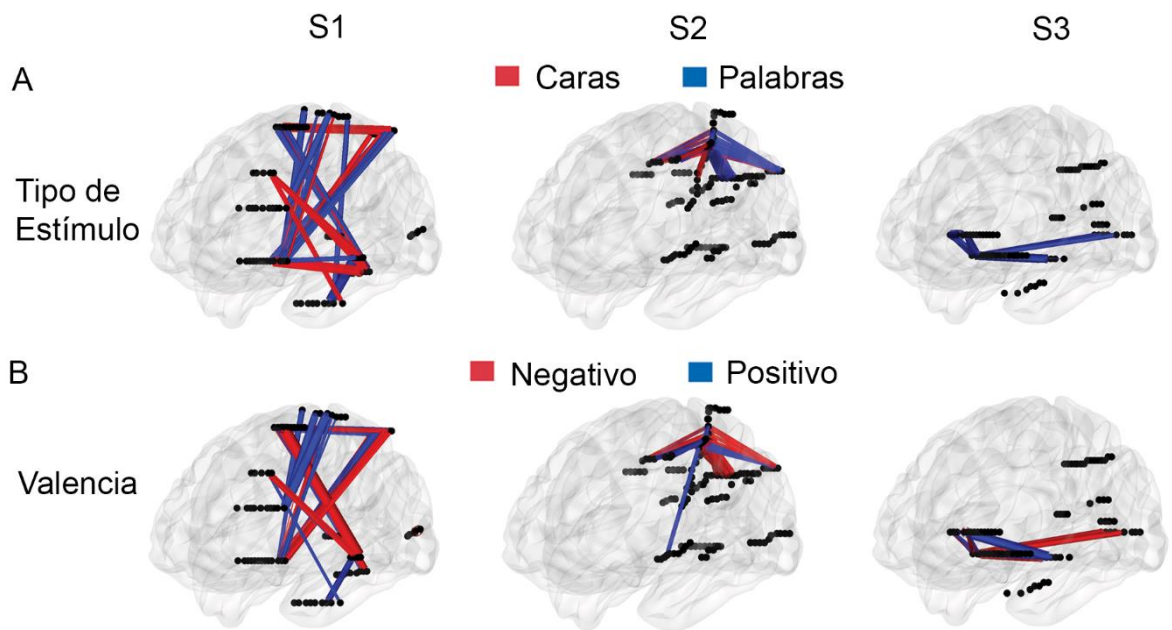 S1 S2 S3
A
Caras Palabras
Tipo de
Estímulo
B
Negativo Positivo
Valencia